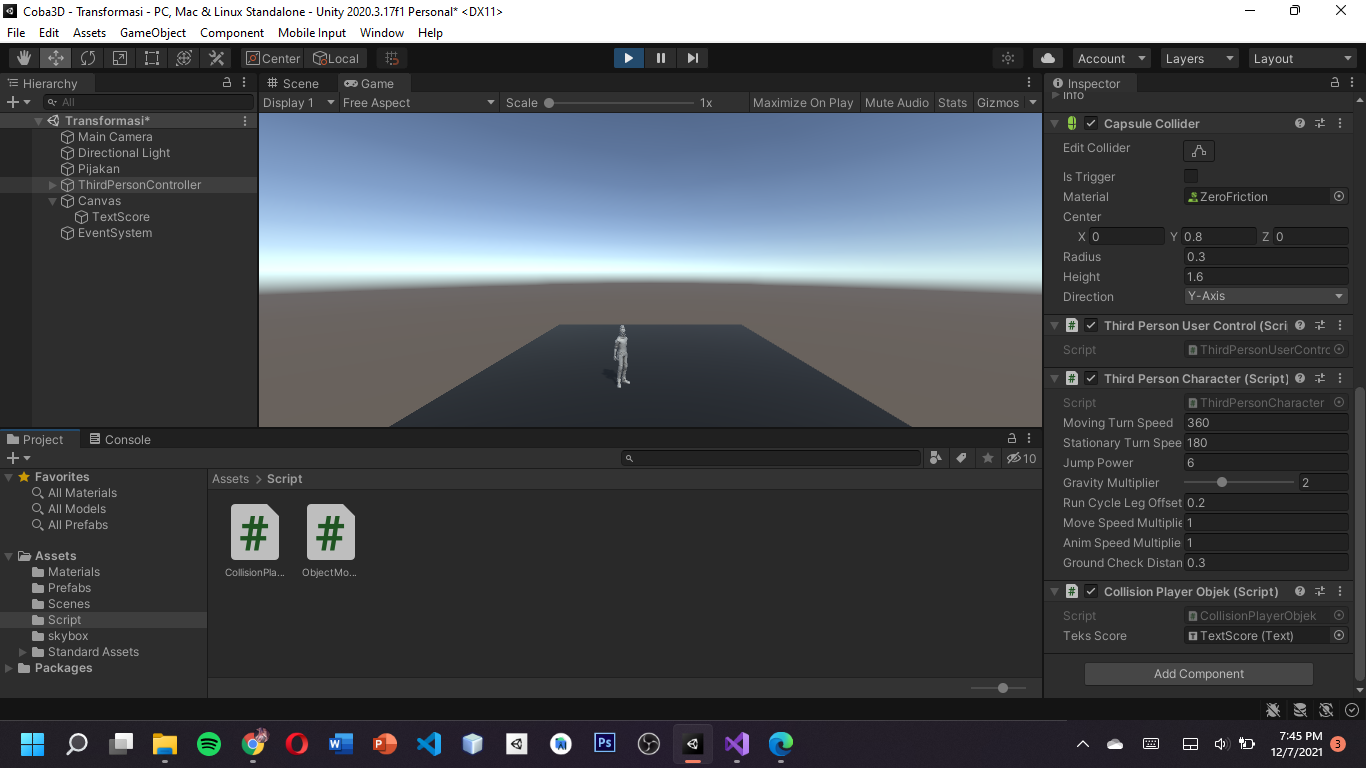 Coba3D - Transformasi - PC, Mac & Linux Standalone - Unity 2020.3.17f1 Personal* <DX11>
File Edit Assets GameObject Component Mobile Input Window Help
Center Local Account Layers Layout
Hierarchy
All
Transformasi*
Main Camera
Directional Light
Pijakan
ThirdPersonController
Canvas
TextScore
EventSystem
Scene Game
Display 1 Free Aspect Scale 1x Maximize On Play Mute Audio Stats Gizmos
Project Console
10
Favorites
All Materials
All Models
All Prefabs
Assets
Materials
Prefabs
Scenes
Script
skybox
Standard Assets
Packages
Assets > Script
CollisionPla... ObjectMo...
Inspector
Info
Capsule Collider
Edit Collider
Is Trigger
Material ZeroFriction
Center
X 0 Y 0.8 Z 0
Radius 0.3
Height 1.6
Direction Y-Axis
# Third Person User Control (Scri
Script ThirdPersonUserContro
# Third Person Character (Script)
Script ThirdPersonCharacter
Moving Turn Speed 360
Stationary Turn Spee 180
Jump Power 6
Gravity Multiplier 2
Run Cycle Leg Offset 0.2
Move Speed Multiplie 1
Anim Speed Multiplie 1
Ground Check Distan 0.3
# Collision Player Objek (Script)
Script CollisionPlayerObjek
Teks Score TextScore (Text)
Add Component
7:45 PM
12/7/2021
3